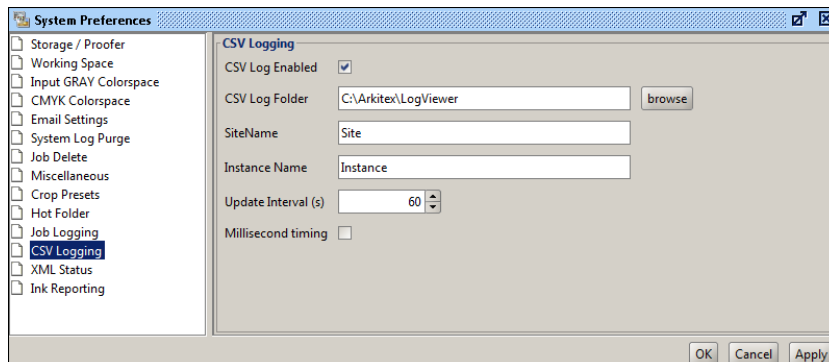 System Preferences
Storage / Proofer
Working Space
Input GRAY Colorspace
CMYK Colorspace
Email Settings
System Log Purge
Job Delete
Miscellaneous
Crop Presets
Hot Folder
Job Logging
CSV Logging
XML Status
Ink Reporting
CSV Logging
CSV Log Enabled
CSV Log Folder C:\Arkitex\LogViewer browse
SiteName Site
Instance Name Instance
Update Interval (s) 60
Millisecond timing
OK Cancel Apply